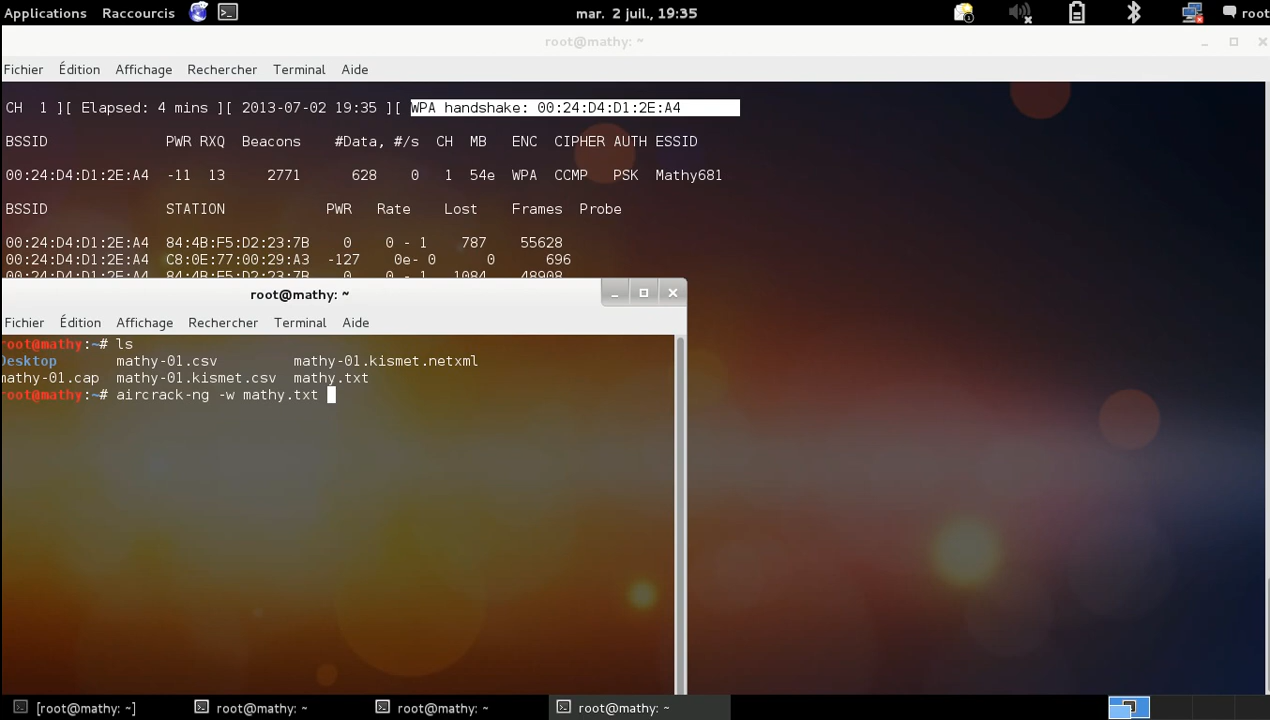 Applications Raccourcis mar. 2 juil., 19:35 1 root
root@mathy: ~
Fichier Édition Affichage Rechercher Terminal Aide
CH 1 ][ Elapsed: 4 mins ][ 2013-07-02 19:35 ][ WPA handshake: 00:24:D4:D1:2E:A4
BSSID PWR RXQ Beacons #Data, #/s CH MB ENC CIPHER AUTH ESSID
00:24:D4:D1:2E:A4 -11 13 2771 628 0 1 54e WPA CCMP PSK Mathy681
BSSID STATION PWR Rate Lost Frames Probe
00:24:D4:D1:2E:A4 84:4B:F5:D2:23:7B 0 0 - 1 787 55628
00:24:D4:D1:2E:A4 C8:0E:77:00:29:A3 -127 0e- 0 0 696
00:24:D4:D1:2E:A4 84:4B:F5:D2:23:7B 0 0 - 1 1084 48908
root@mathy: ~
Fichier Édition Affichage Rechercher Terminal Aide
root@mathy:~# ls
Desktop mathy-01.csv mathy-01.kismet.netxml
mathy-01.cap mathy-01.kismet.csv mathy.txt
root@mathy:~# aircrack-ng -w mathy.txt
[root@mathy: ~] root@mathy: ~ root@mathy: ~ root@mathy: ~